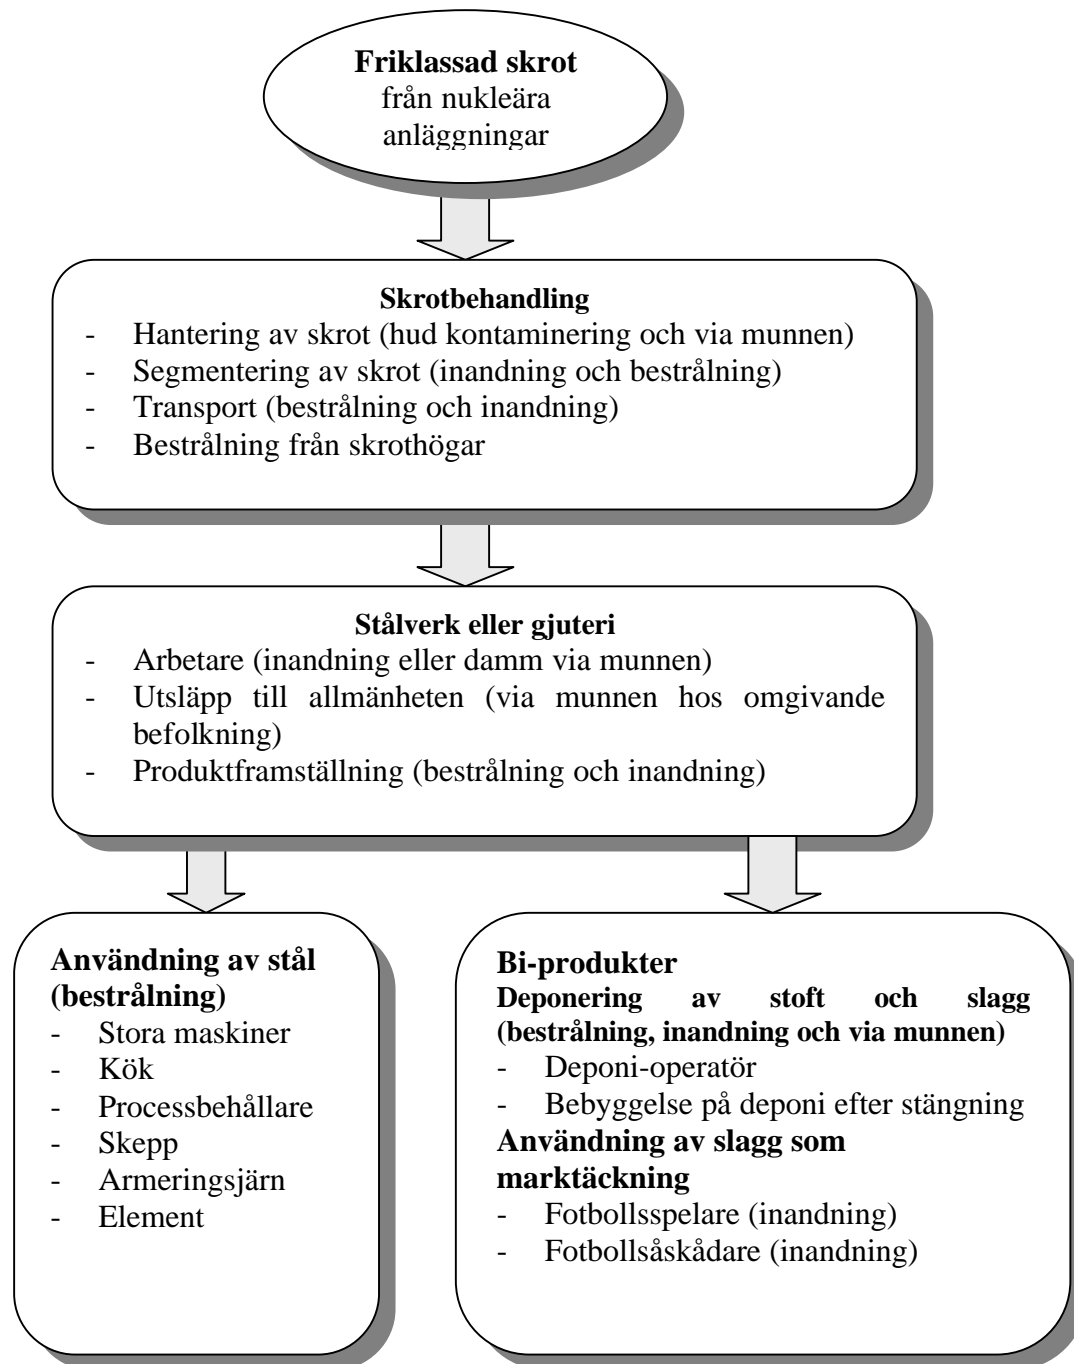 Friklassad skrot
från nukleära
anläggningar
Skrotbehandling
- Hantering av skrot (hud kontaminering och via munnen)
- Segmentering av skrot (inandning och bestrålning)
- Transport (bestrålning och inandning)
- Bestrålning från skrothögar
Stålverk eller gjuteri
- Arbetare (inandning eller damm via munnen)
- Utsläpp till allmänheten (via munnen hos omgivande
befolkning)
- Produktframställning (bestrålning och inandning)
Användning av stål
(bestrålning)
- Stora maskiner
- Kök
- Processbehållare
- Skepp
- Armeringsjärn
- Element
Bi-produkter
Deponering av stoft och slagg
(bestrålning, inandning och via munnen)
- Deponi-operatör
- Bebyggelse på deponi efter stängning
Användning av slagg som
marktäckning
- Fotbollsspelare (inandning)
- Fotbollsåskådare (inandning)